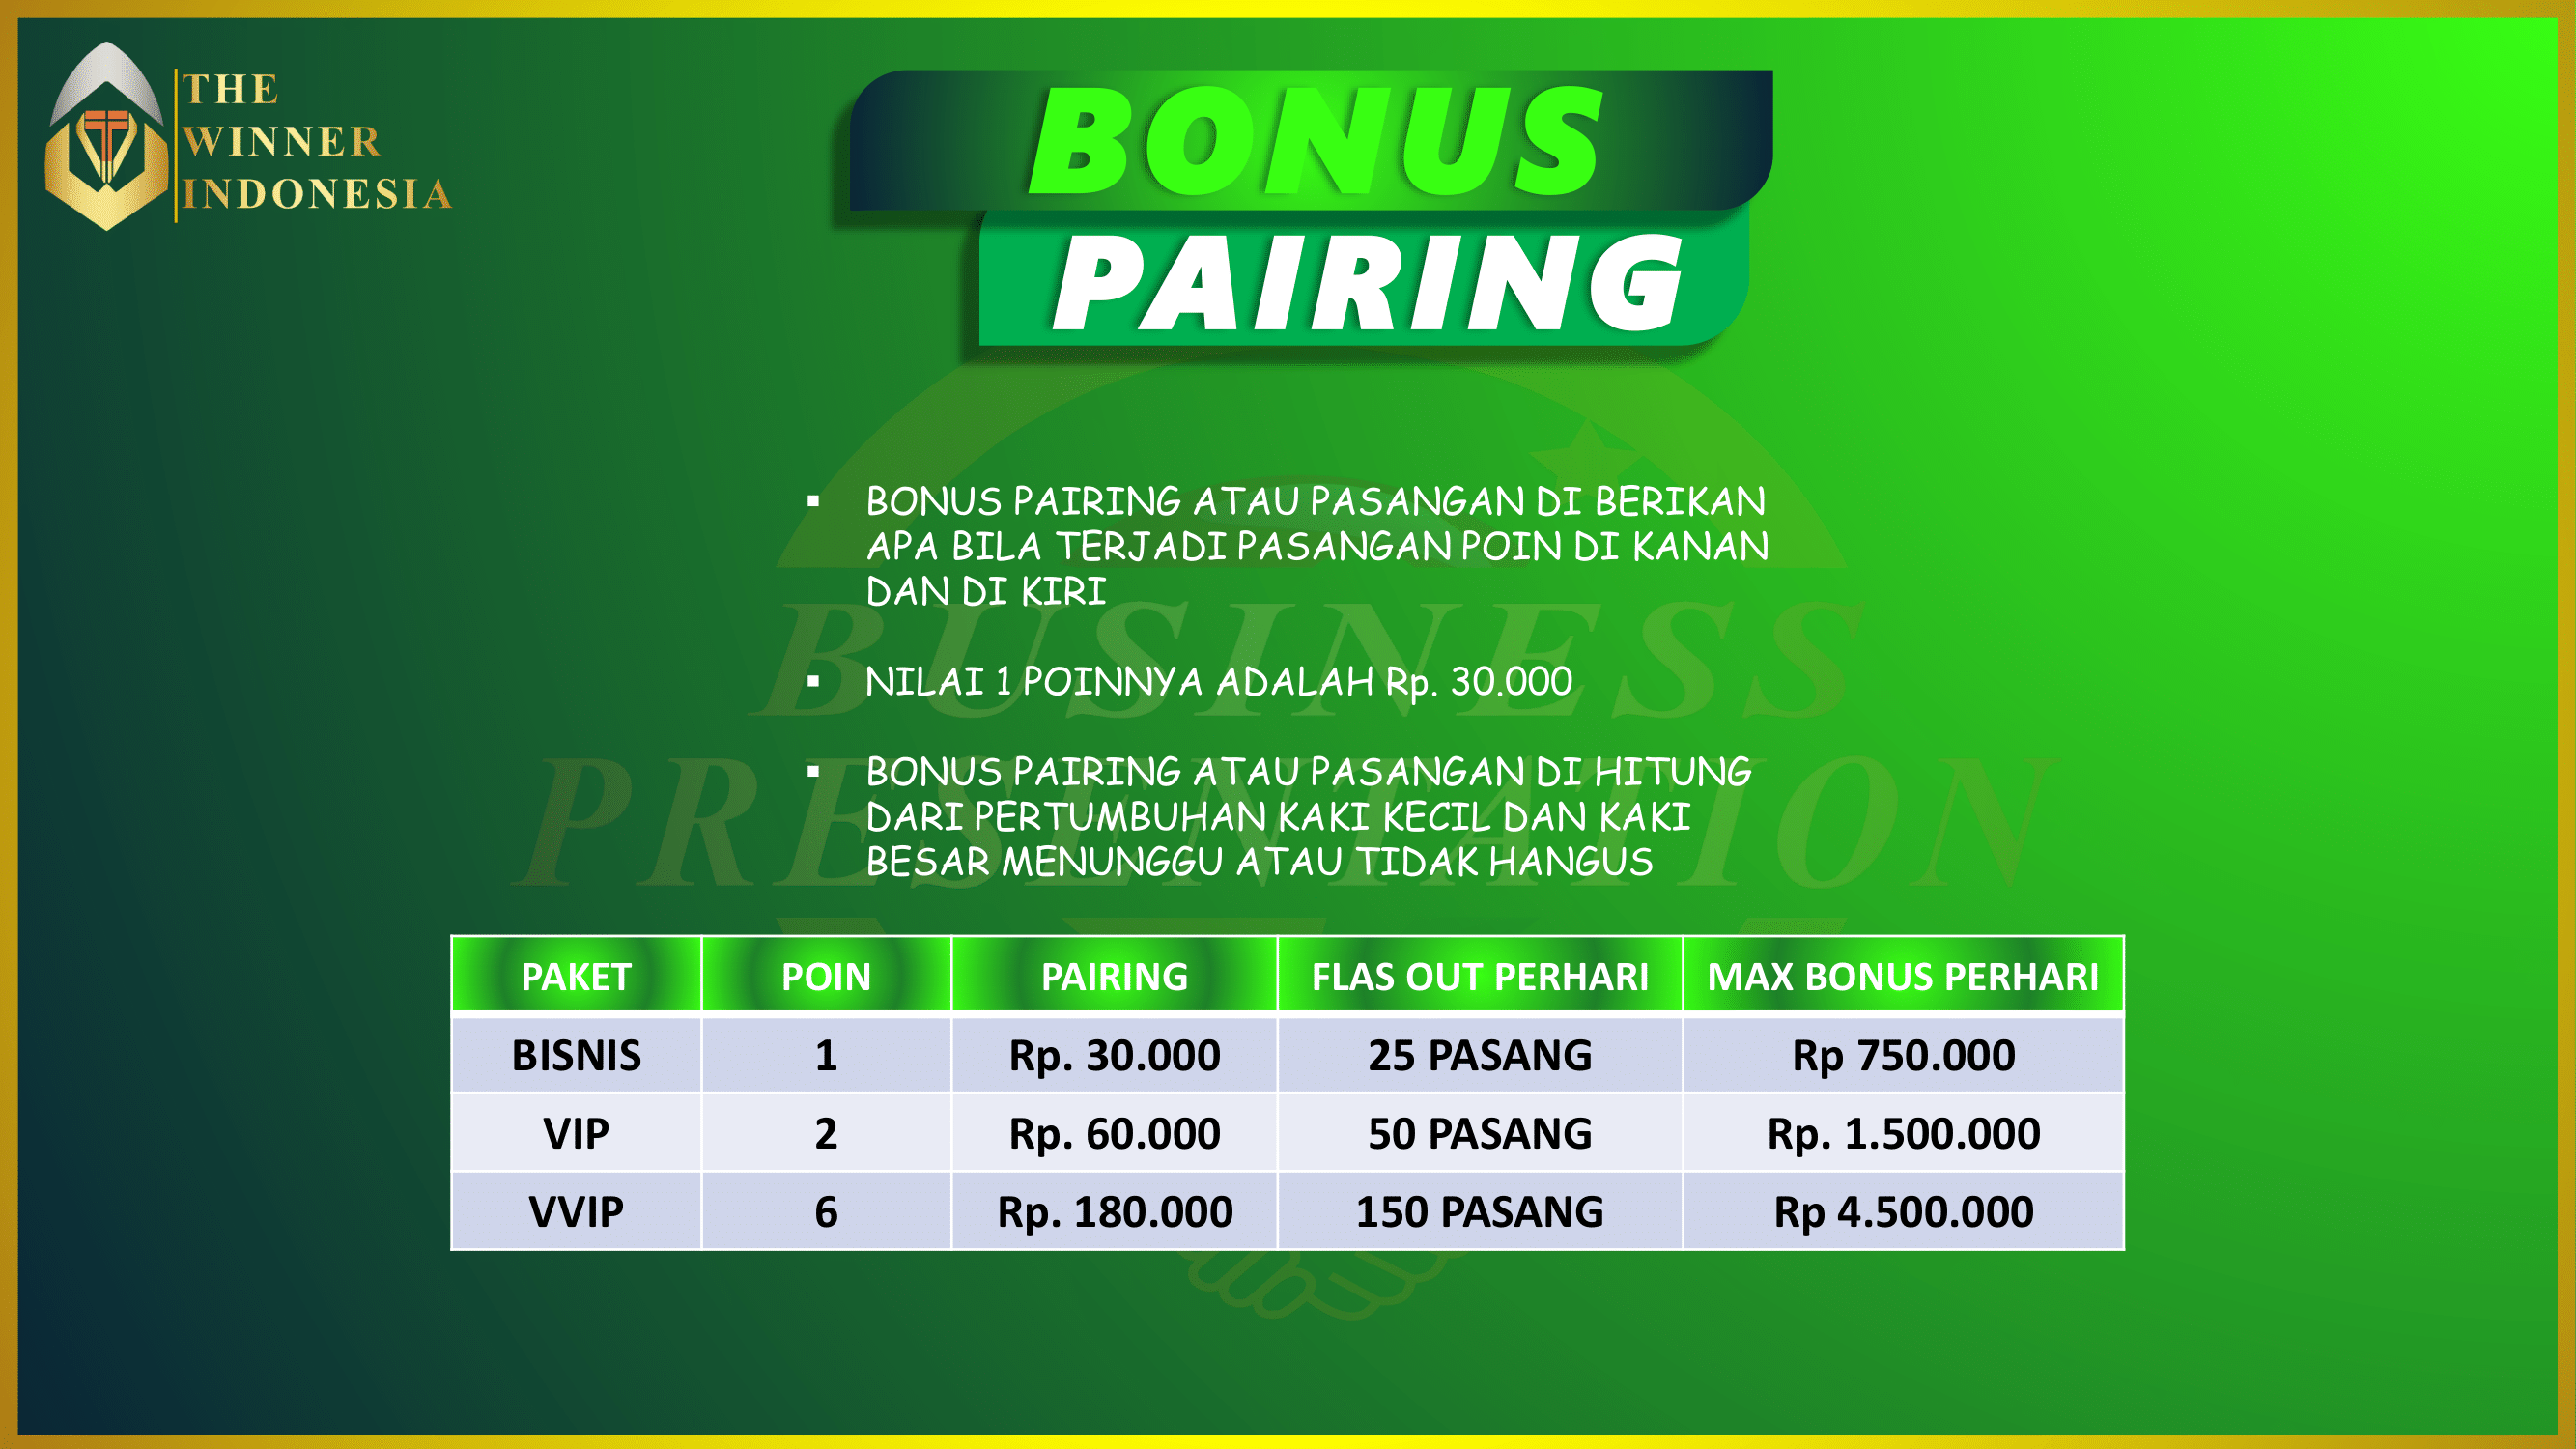 THE
WINNER
INDONESIA
BONUS
PAIRING
▪ BONUS PAIRING ATAU PASANGAN DI BERIKAN
APA BILA TERJADI PASANGAN POIN DI KANAN
DAN DI KIRI
▪ NILAI 1 POINNYA ADALAH Rp. 30.000
▪ BONUS PAIRING ATAU PASANGAN DI HITUNG
DARI PERTUMBUHAN KAKI KECIL DAN KAKI
BESAR MENUNGGU ATAU TIDAK HANGUS
BUSINESS
PRESENTATION
PAKET POIN PAIRING FLAS OUT PERHARI MAX BONUS PERHARI
BISNIS 1 Rp. 30.000 25 PASANG Rp 750.000
VIP 2 Rp. 60.000 50 PASANG Rp. 1.500.000
VVIP 6 Rp. 180.000 150 PASANG Rp 4.500.000